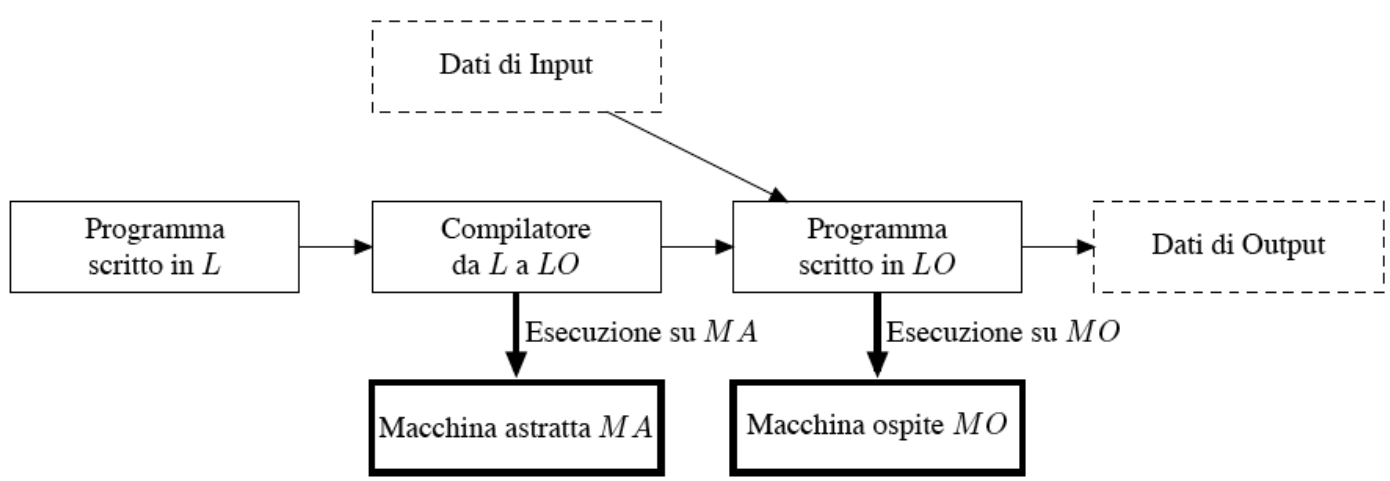 Dati di Input
Programma
scritto in L
Compilatore
da L a LO
Programma
scritto in LO
Dati di Output
Esecuzione su MA
Esecuzione su MO
Macchina astratta MA
Macchina ospite MO